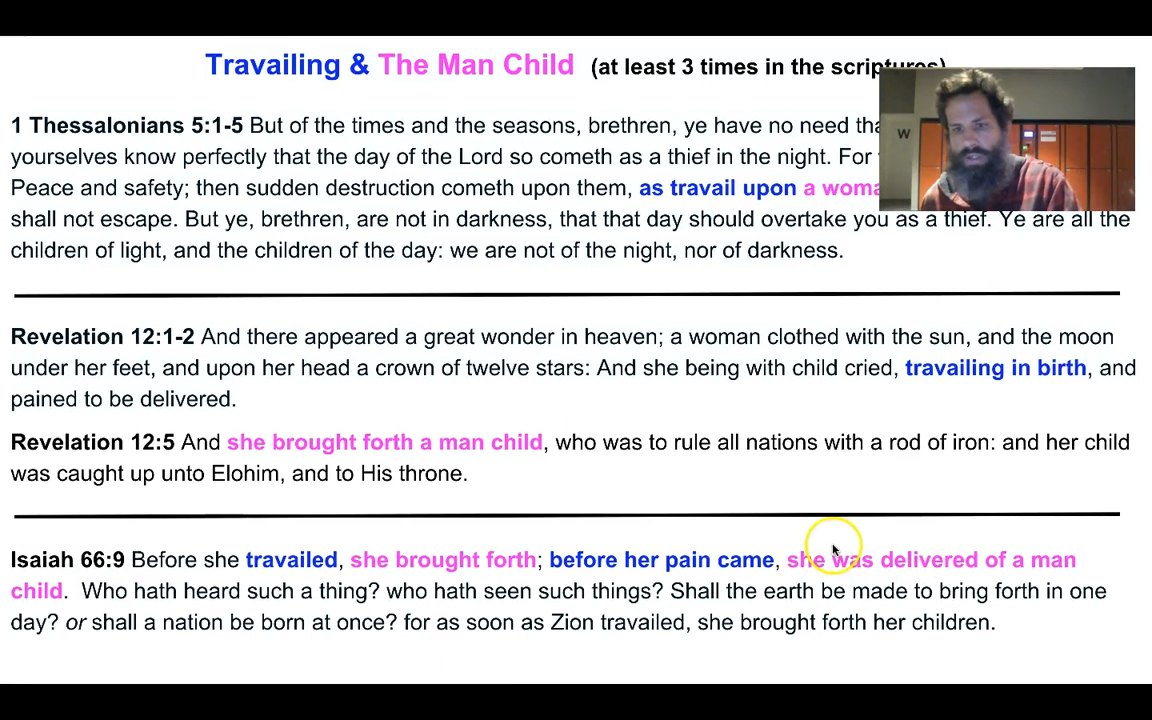 Travailing & The Man Child (at least 3 times in the scriptures)
1 Thessalonians 5:1-5 But of the times and the seasons, brethren, ye have no need
yourselves know perfectly that the day of the Lord so cometh as a thief in the night. For
Peace and safety; then sudden destruction cometh upon them, as travail upon a
shall not escape. But ye, brethren, are not in darkness, that that day should overtake you as a thief. Ye are all the
children of light, and the children of the day: we are not of the night, nor of darkness.
Revelation 12:1-2 And there appeared a great wonder in heaven; a woman clothed with the sun, and the moon
under her feet, and upon her head a crown of twelve stars: And she being with child cried, travailing in birth, and
pained to be delivered.
Revelation 12:5 And she brought forth a man child, who was to rule all nations with a rod of iron: and her child
was caught up unto Elohim, and to His throne.
Isaiah 66:9 Before she travailed, she brought forth; before her pain came, she was delivered of a man
child. Who hath heard such a thing? who hath seen such things? Shall the earth be made to bring forth in one
day? or shall a nation be born at once? for as soon as Zion travailed, she brought forth her children.
W